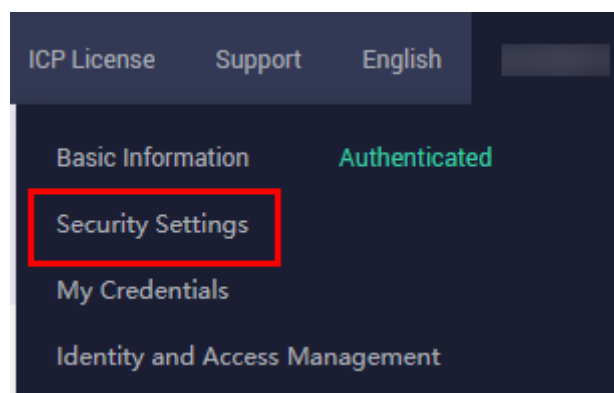 ICP License Support English
Basic Information Authenticated
Security Settings
My Credentials
Identity and Access Management